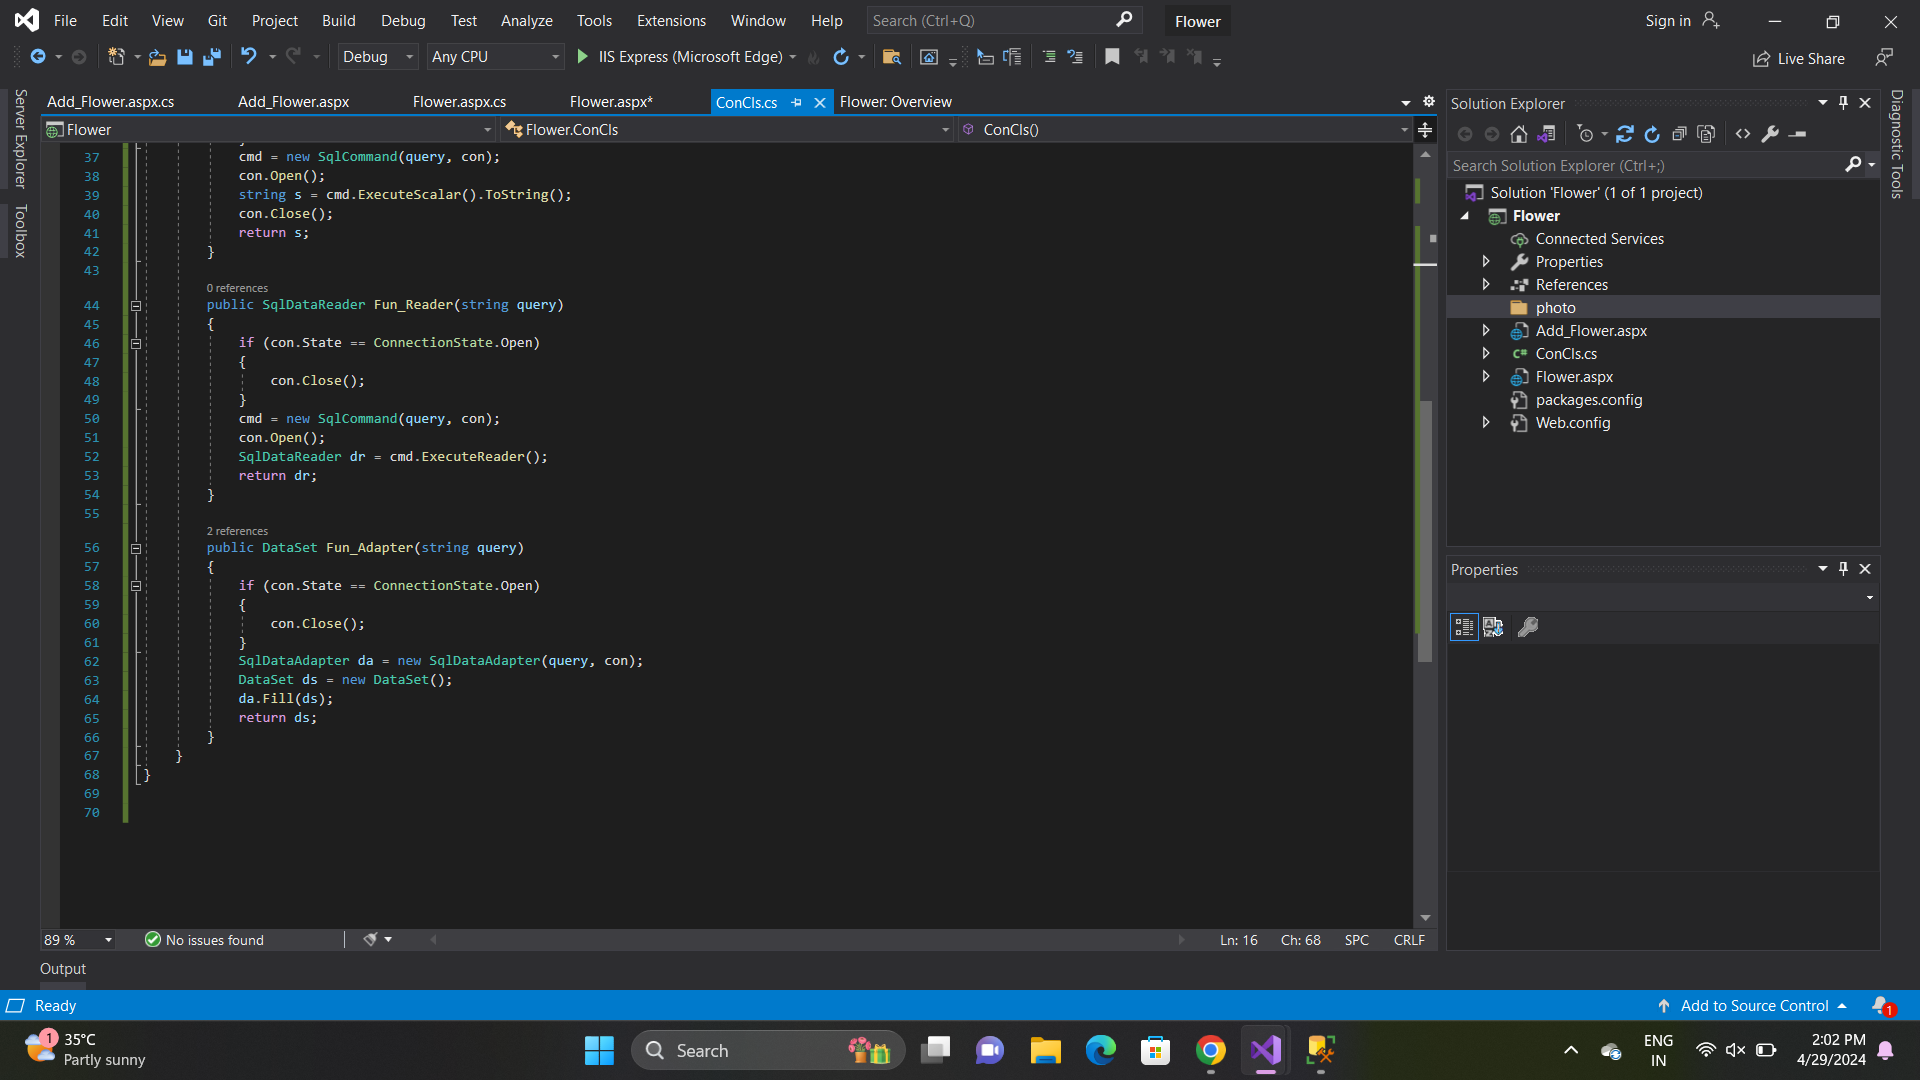 File Edit View Git Project Build Debug Test Analyze Tools Extensions Window Help Search (Ctrl+Q) Flower Sign in
Debug Any CPU IIS Express (Microsoft Edge) Live Share
Server Explorer
Toolbox
Add_Flower.aspx.cs Add_Flower.aspx Flower.aspx.cs Flower.aspx* ConCls.cs Flower: Overview
Flower Flower.ConCls ConCls()
37 cmd = new SqlCommand(query, con);
38 con.Open();
39 string s = cmd.ExecuteScalar().ToString();
40 con.Close();
41 return s;
42 }
43
0 references
44 public SqlDataReader Fun_Reader(string query)
45 {
46 if (con.State == ConnectionState.Open)
47 {
48 con.Close();
49 }
50 cmd = new SqlCommand(query, con);
51 con.Open();
52 SqlDataReader dr = cmd.ExecuteReader();
53 return dr;
54 }
55
2 references
56 public DataSet Fun_Adapter(string query)
57 {
58 if (con.State == ConnectionState.Open)
59 {
60 con.Close();
61 }
62 SqlDataAdapter da = new SqlDataAdapter(query, con);
63 DataSet ds = new DataSet();
64 da.Fill(ds);
65 return ds;
66 }
67 }
68 }
69
70
89 % No issues found Ln: 16 Ch: 68 SPC CRLF
Output
Solution Explorer
Search Solution Explorer (Ctrl+;)
Solution 'Flower' (1 of 1 project)
Flower
Connected Services
Properties
References
photo
Add_Flower.aspx
C# ConCls.cs
Flower.aspx
packages.config
Web.config
Properties
Diagnostic Tools
Ready Add to Source Control 1
1 35°C
Partly sunny
Search
ENG
IN
2:02 PM
4/29/2024